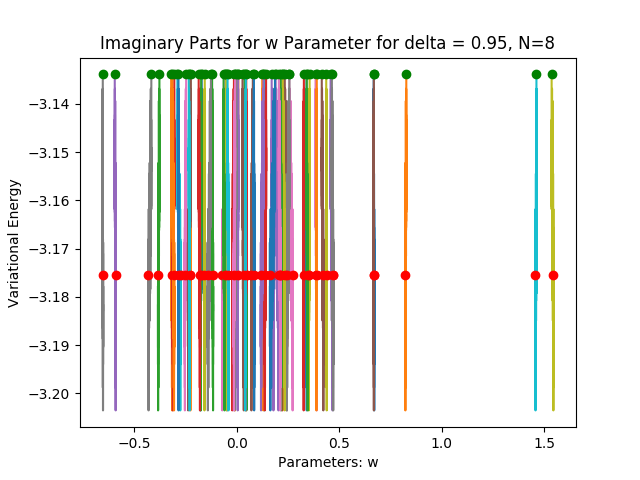 Imaginary Parts for w Parameter for delta = 0.95, N=8
−3.14
−3.15
−3.16
−3.17
−3.18
−3.19
−3.20
Variational Energy
−0.5 0.0 0.5 1.0 1.5
Parameters: w